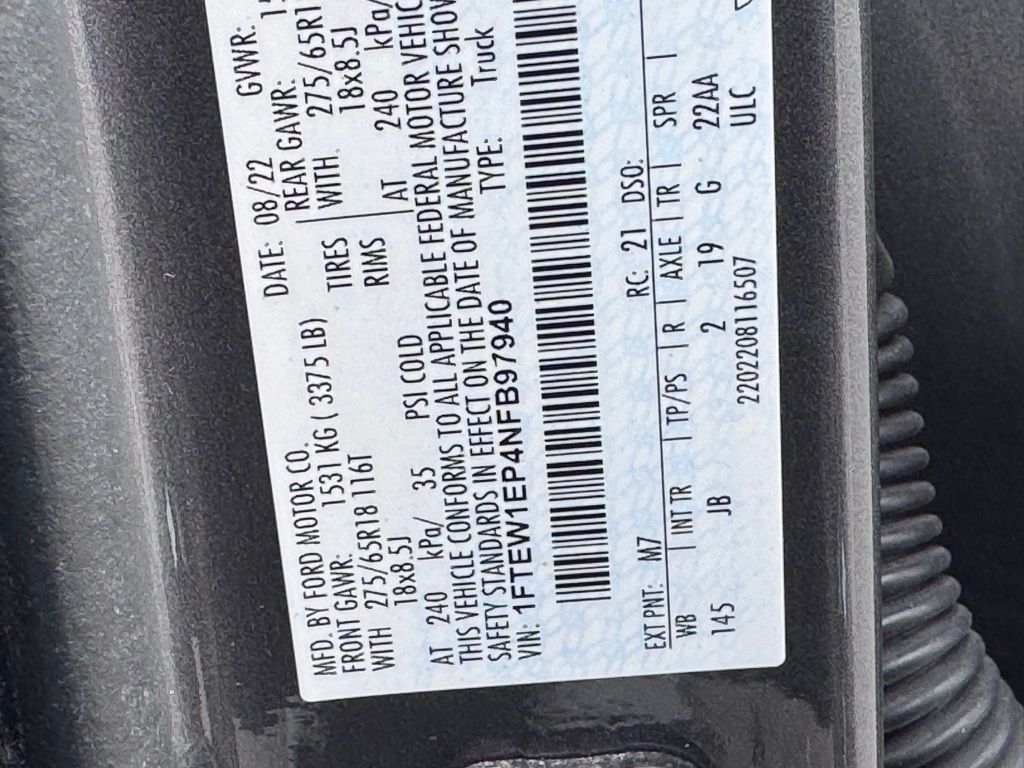 MFD. BY FORD MOTOR CO.
DATE: 08/22 GVWR:
FRONT GAWR: 1531 KG ( 3375 LB) REAR GAWR:
WITH 275/65R18 116T TIRES WITH 275/65R1
18x8.5J RIMS 18x8.5J
AT 240 kPa/ 35 PSI COLD AT 240 kPa/
THIS VEHICLE CONFORMS TO ALL APPLICABLE FEDERAL MOTOR VEHIC
SAFETY STANDARDS IN EFFECT ON THE DATE OF MANUFACTURE SHOW
VIN: 1FTEW1EP4NFB97940 TYPE: Truck
EXT PNT: M7 RC: 21 DSO:
WB | INT TR | TP/PS | R | AXLE | TR | SPR |
145 JB 2 19 G 22AA
2202208116507 ULC